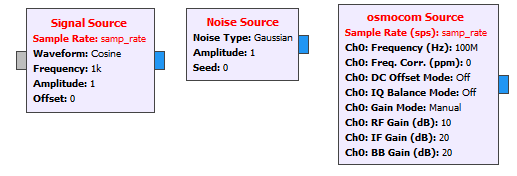 Signal Source
Sample Rate: samp_rate
Waveform: Cosine
Frequency: 1k
Amplitude: 1
Offset: 0
Noise Source
Noise Type: Gaussian
Amplitude: 1
Seed: 0
osmocom Source
Sample Rate (sps): samp_rate
Ch0: Frequency (Hz): 100M
Ch0: Freq. Corr. (ppm): 0
Ch0: DC Offset Mode: Off
Ch0: IQ Balance Mode: Off
Ch0: Gain Mode: Manual
Ch0: RF Gain (dB): 10
Ch0: IF Gain (dB): 20
Ch0: BB Gain (dB): 20